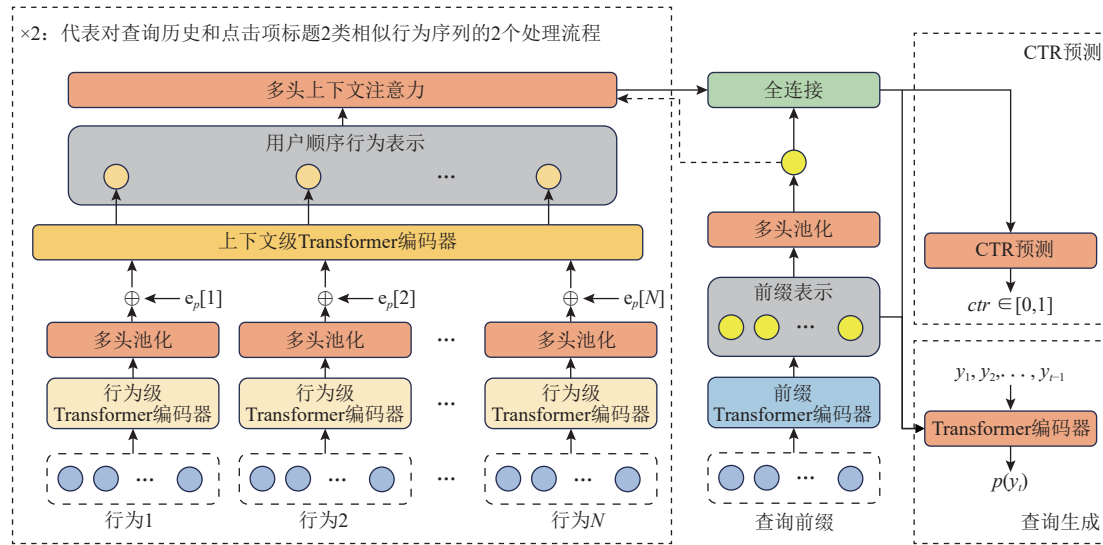 ×2：代表对查询历史和点击项标题2类相似行为序列的2个处理流程
多头上下文注意力
用户顺序行为表示
...
上下文级Transformer编码器
e_p[1]
e_p[2]
e_p[N]
多头池化
多头池化
...
多头池化
行为级
Transformer编码器
行为级
Transformer编码器
...
行为级
Transformer编码器
...
...
...
...
行为1
行为2
行为N
全连接
多头池化
前缀表示
...
前缀
Transformer编码器
...
查询前缀
CTR预测
CTR预测
ctr∈[0,1]
y₁, y₂,..., yₜ₋₁
Transformer编码器
p(yₜ)
查询生成